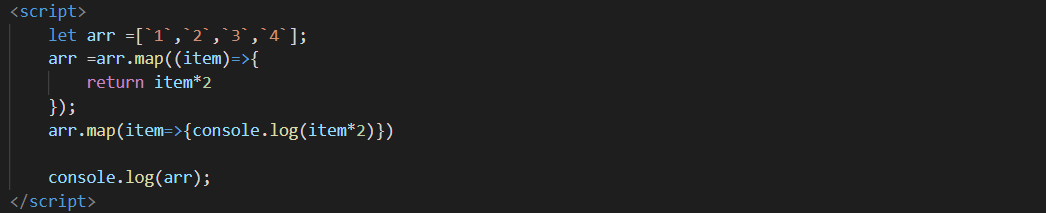 <script>
let arr =[`1`,`2`,`3`,`4`];
arr =arr.map((item)=>{
return item*2
});
arr.map(item=>{console.log(item*2)})
console.log(arr);
</script>